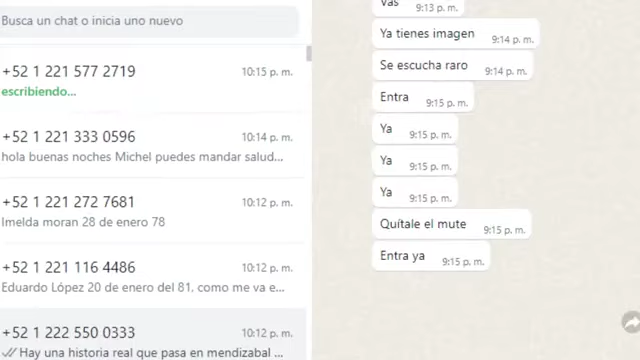 Busca un chat o inicia uno nuevo
+52 1 221 577 2719 10:15 p. m.
escribiendo...
+52 1 221 333 0596 10:14 p. m.
hola buenas noches Michel puedes mandar salud...
+52 1 221 272 7681 10:12 p. m.
Imelda moran 28 de enero 78
+52 1 221 116 4486 10:12 p. m.
Eduardo López 20 de enero del 81, como me va e...
+52 1 222 550 0333 10:12 p. m.
Hay una historia real que pasa en mendizabal ...
Vas 9:13 p. m.
Ya tienes imagen 9:14 p. m.
Se escucha raro 9:14 p. m.
Entra 9:15 p. m.
Ya 9:15 p. m.
Ya 9:15 p. m.
Ya 9:15 p. m.
Quítale el mute 9:15 p. m.
Entra ya 9:15 p. m.